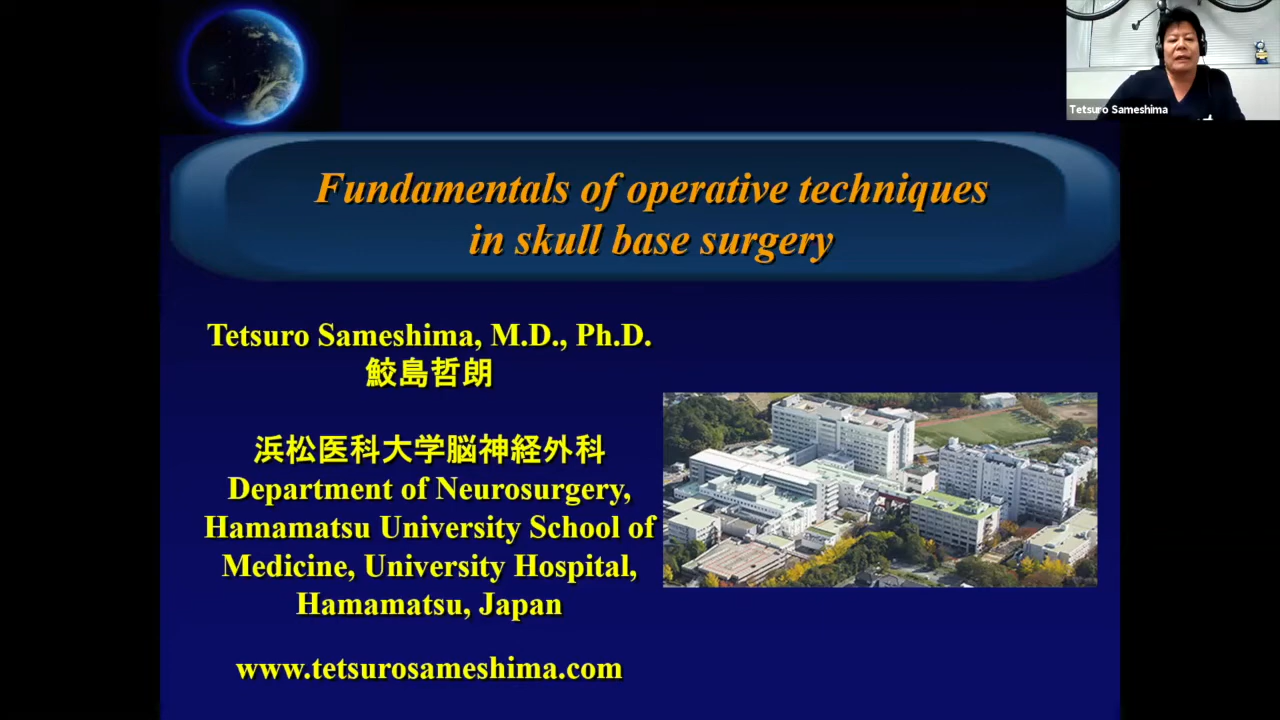 Tetsuro Sameshima
Fundamentals of operative techniques
in skull base surgery
Tetsuro Sameshima, M.D., Ph.D.
鮫島哲朗
浜松医科大学脳神経外科
Department of Neurosurgery,
Hamamatsu University School of
Medicine, University Hospital,
Hamamatsu, Japan
www.tetsurosameshima.com